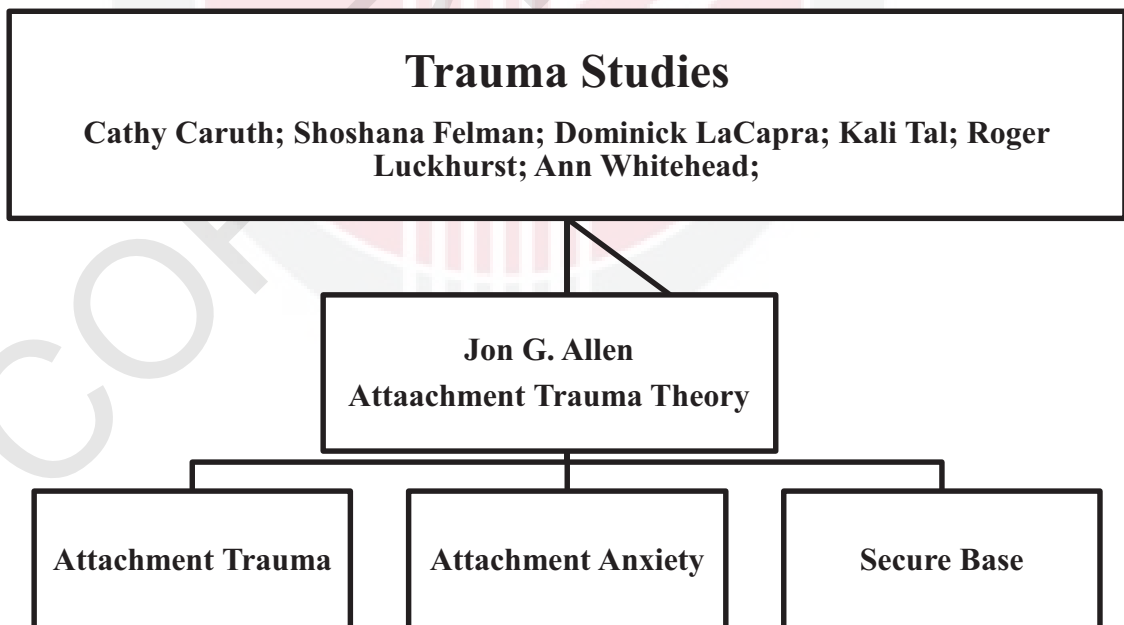 Trauma Studies
Cathy Caruth; Shoshana Felman; Dominick LaCapra; Kali Tal; Roger
Luckhurst; Ann Whitehead;
Jon G. Allen
Attaachment Trauma Theory
Attachment Trauma
Attachment Anxiety
Secure Base